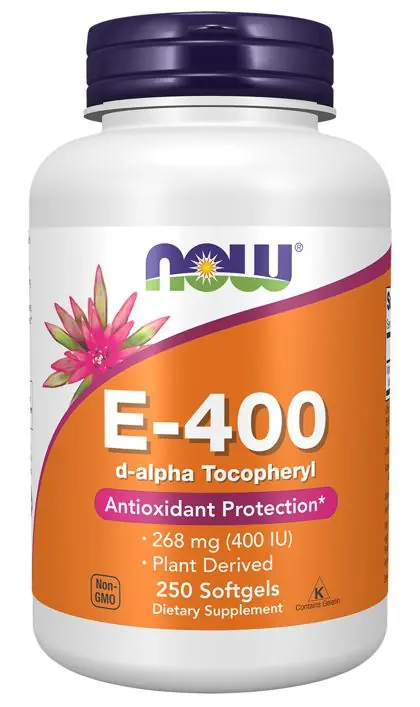 NOW®
E-400
d-alpha Tocopheryl
Antioxidant Protection*
• 268 mg (400 IU)
• Plant Derived
250 Softgels
Dietary Supplement
Non-
GMO
K
Contains Gelatin